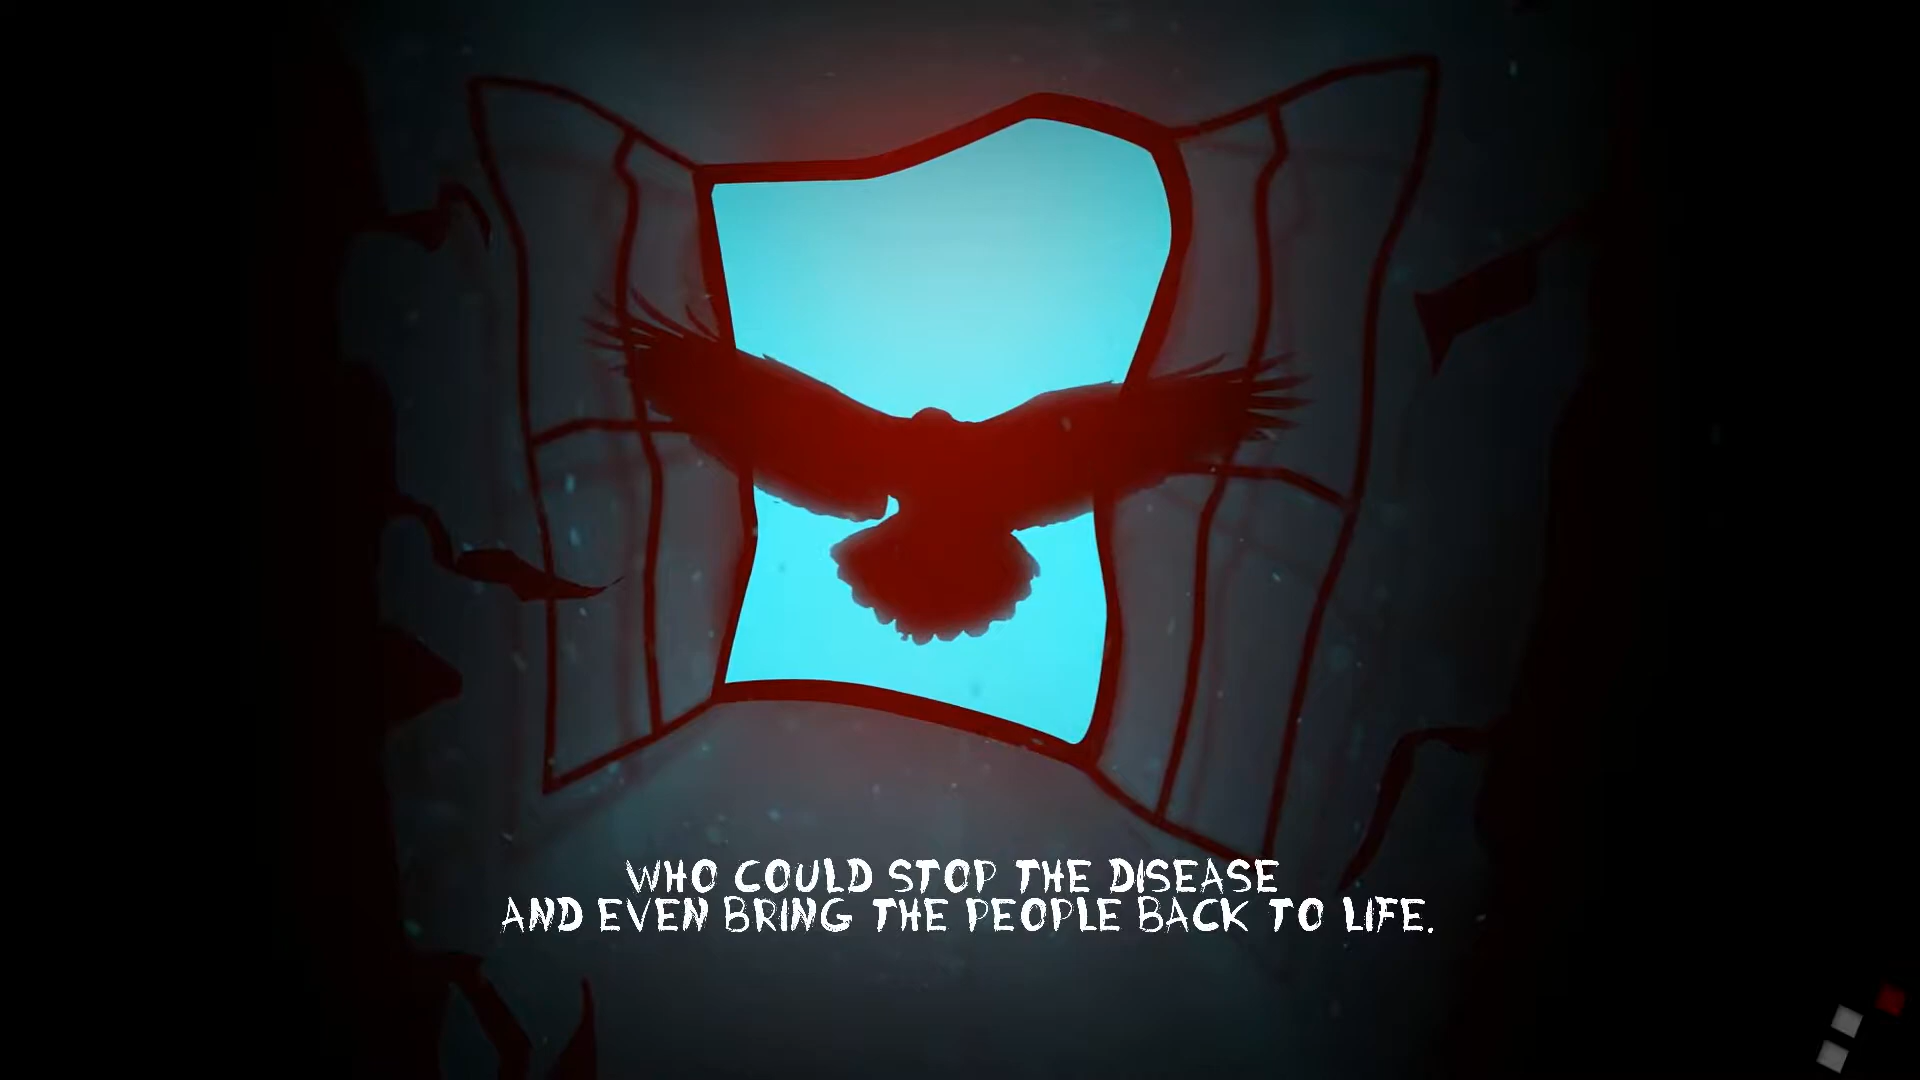 WHO COULD STOP THE DISEASE
AND EVEN BRING THE PEOPLE BACK TO LIFE.